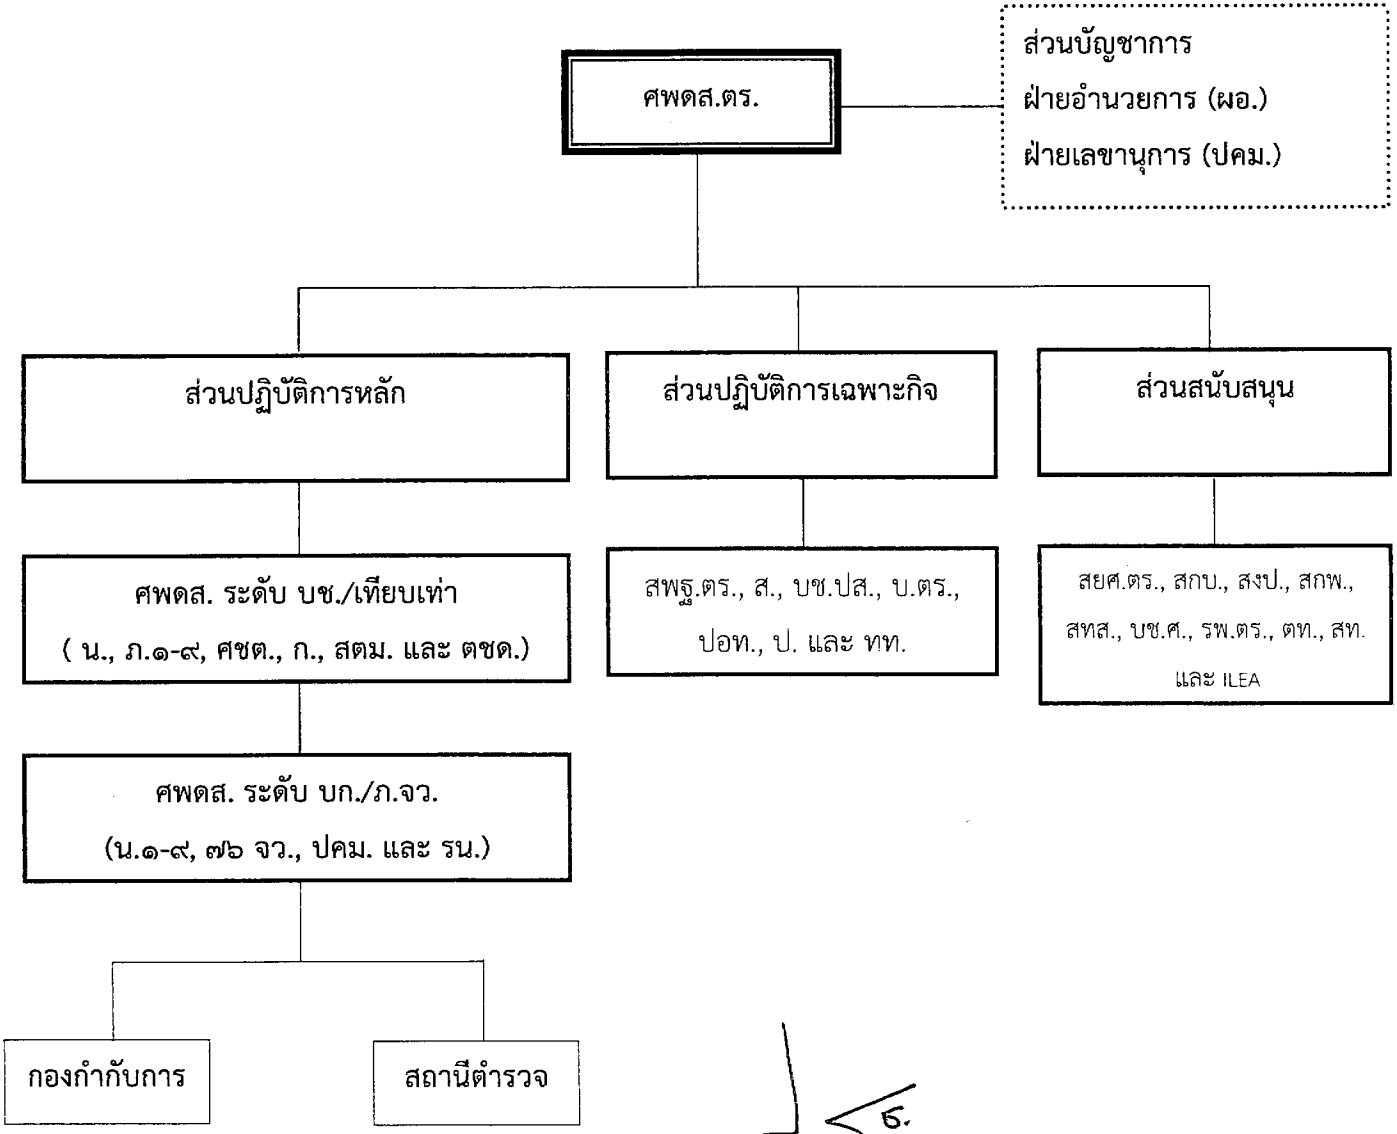 ศพดส.ตร.
ส่วนบัญชาการ
ฝ่ายอำนวยการ (ผอ.)
ฝ่ายเลขานุการ (ปคม.)
ส่วนปฏิบัติการหลัก
ส่วนปฏิบัติการเฉพาะกิจ
ส่วนสนับสนุน
ศพดส. ระดับ บช./เทียบเท่า
( น., ภ.๑-๙, ศชต., ก., สตม. และ ตชด.)
สพฐ.ตร., ส., บช.ปส., บ.ตร.,
ปอท., ป. และ ทท.
สยศ.ตร., สกบ., สงป., สกพ.,
สทส., บช.ศ., รพ.ตร., ตท., สท.
และ ILEA
ศพดส. ระดับ บก./ภ.จว.
(น.๑-๙, ๗๖ จว., ปคม. และ รน.)
กองกำกับการ
สถานีตำรวจ